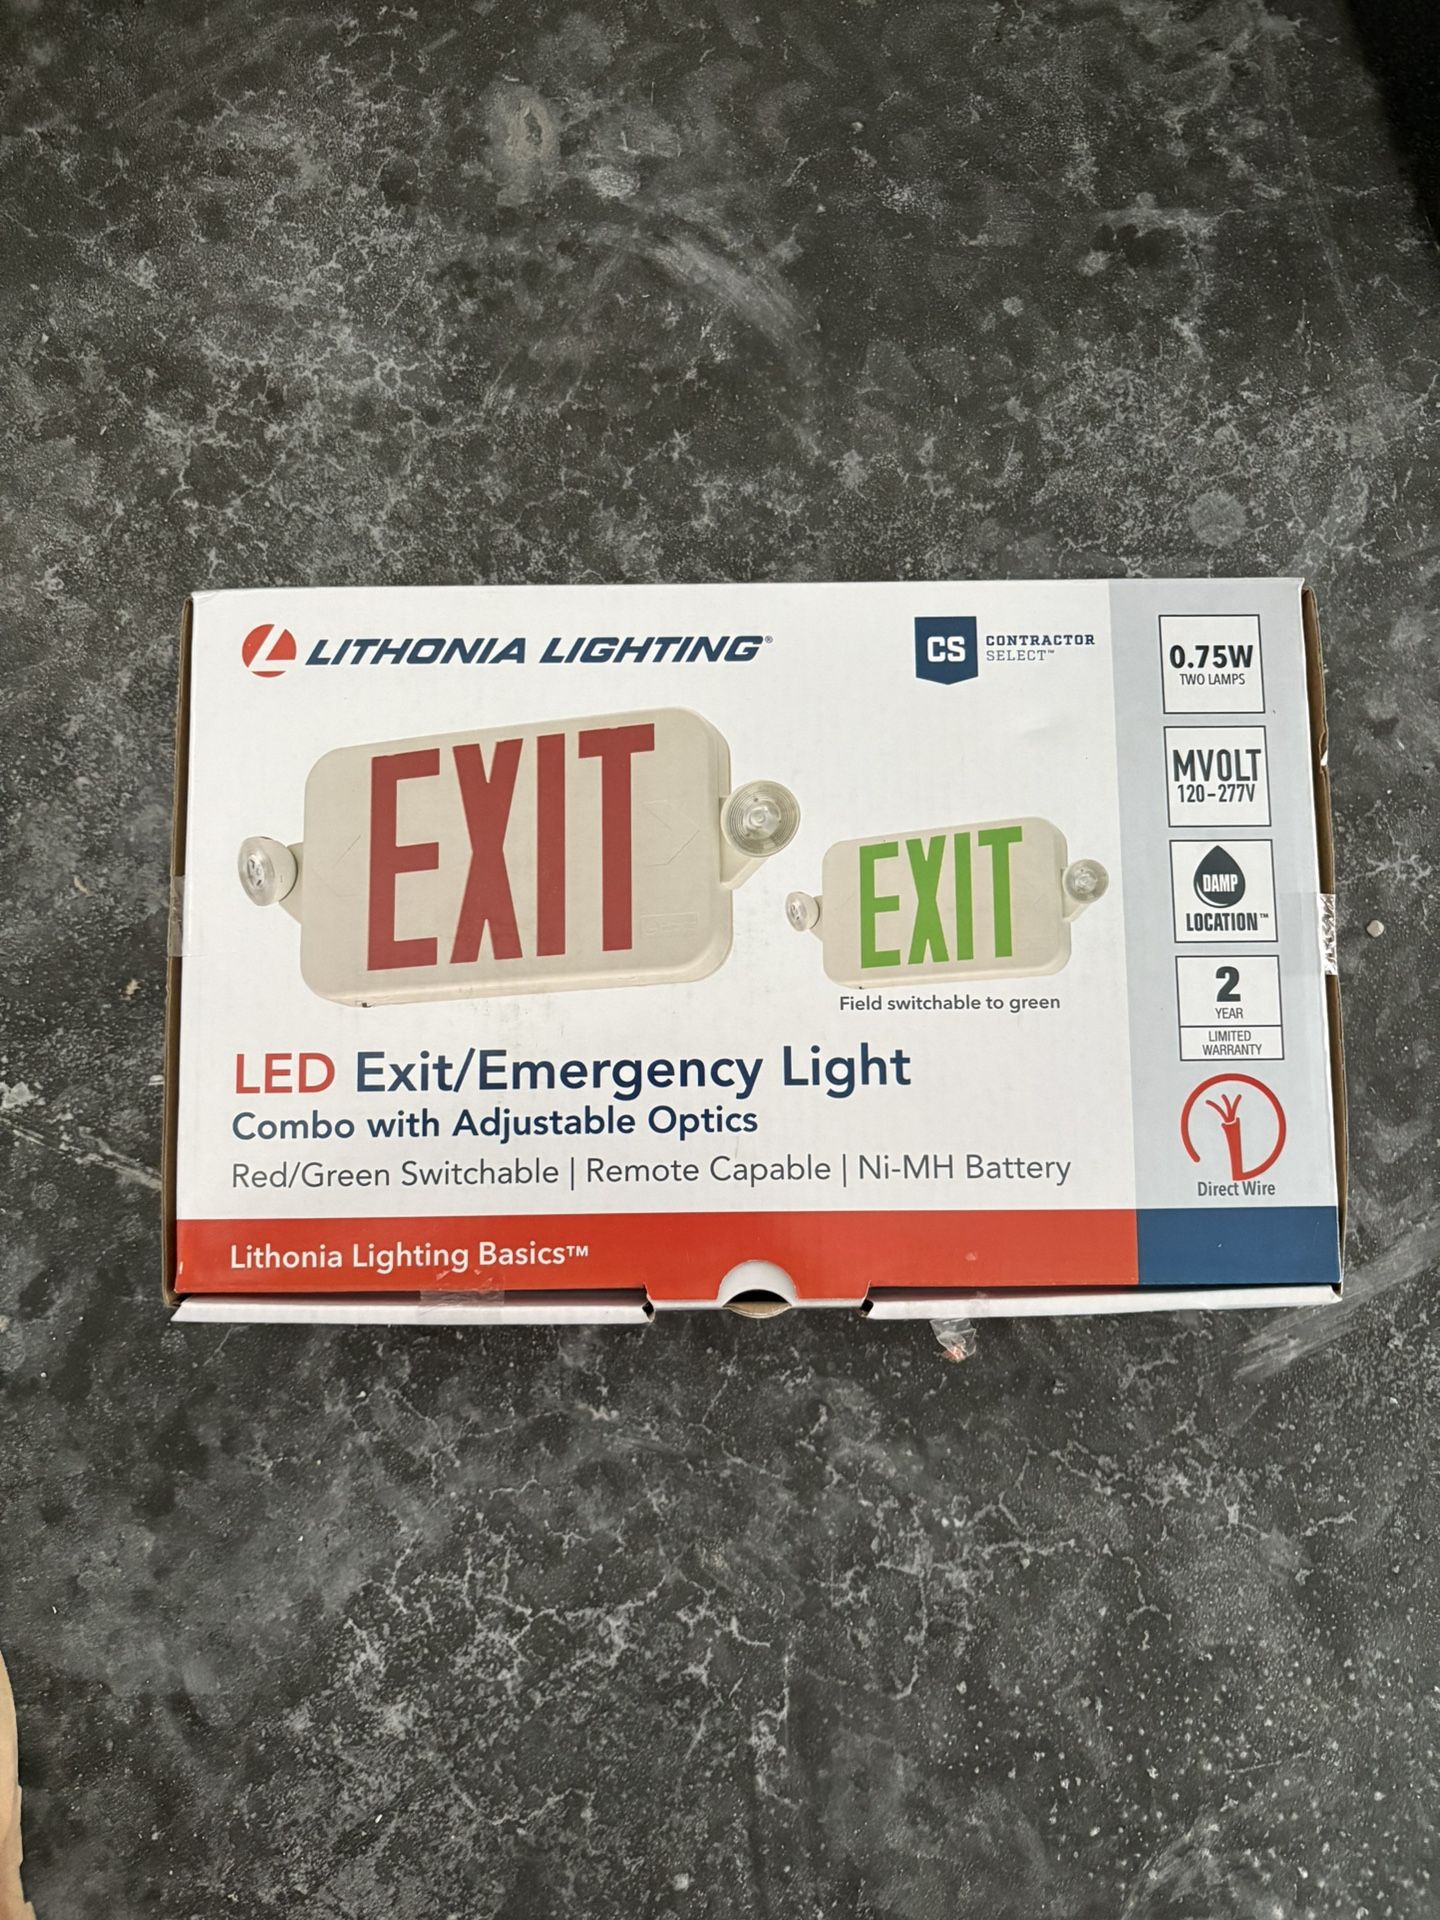 LITHONIA LIGHTING®
CS
CONTRACTOR
SELECT™
EXIT
EXIT
Field switchable to green
LED Exit/Emergency Light
Combo with Adjustable Optics
Red/Green Switchable | Remote Capable | Ni-MH Battery
Lithonia Lighting Basics™
0.75W
TWO LAMPS
MVOLT
120-277V
DAMP
LOCATION™
2
YEAR
LIMITED
WARRANTY
Direct Wire